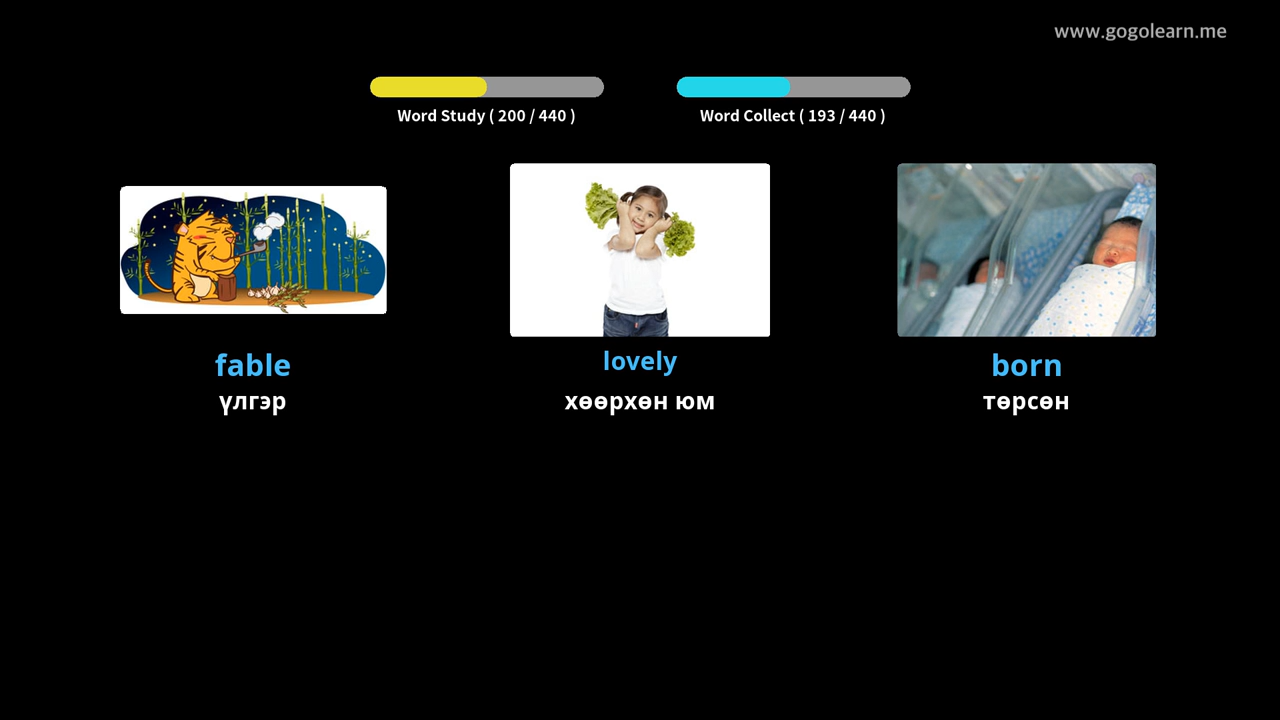 www.gogolearn.me
Word Study ( 200 / 440 )
Word Collect ( 193 / 440 )
fable
үлгэр
lovely
хөөрхөн юм
born
төрсөн